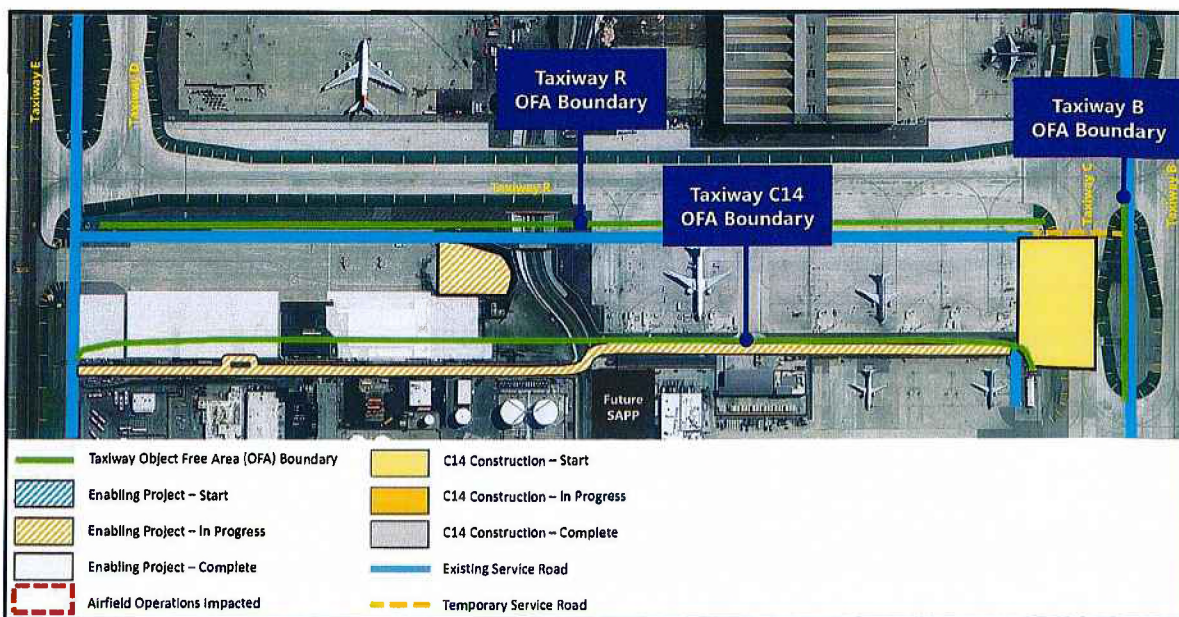 Taxiway E
Taxiway D
Taxiway R
OFA Boundary
Taxiway B
OFA Boundary
Taxiway R
Taxiway C14
OFA Boundary
Taxiway C
Taxiway B
Future
SAPP
Taxiway Object Free Area (OFA) Boundary
Enabling Project – Start
Enabling Project – In Progress
Enabling Project – Complete
Airfield Operations Impacted
C14 Construction – Start
C14 Construction – In Progress
C14 Construction – Complete
Existing Service Road
Temporary Service Road